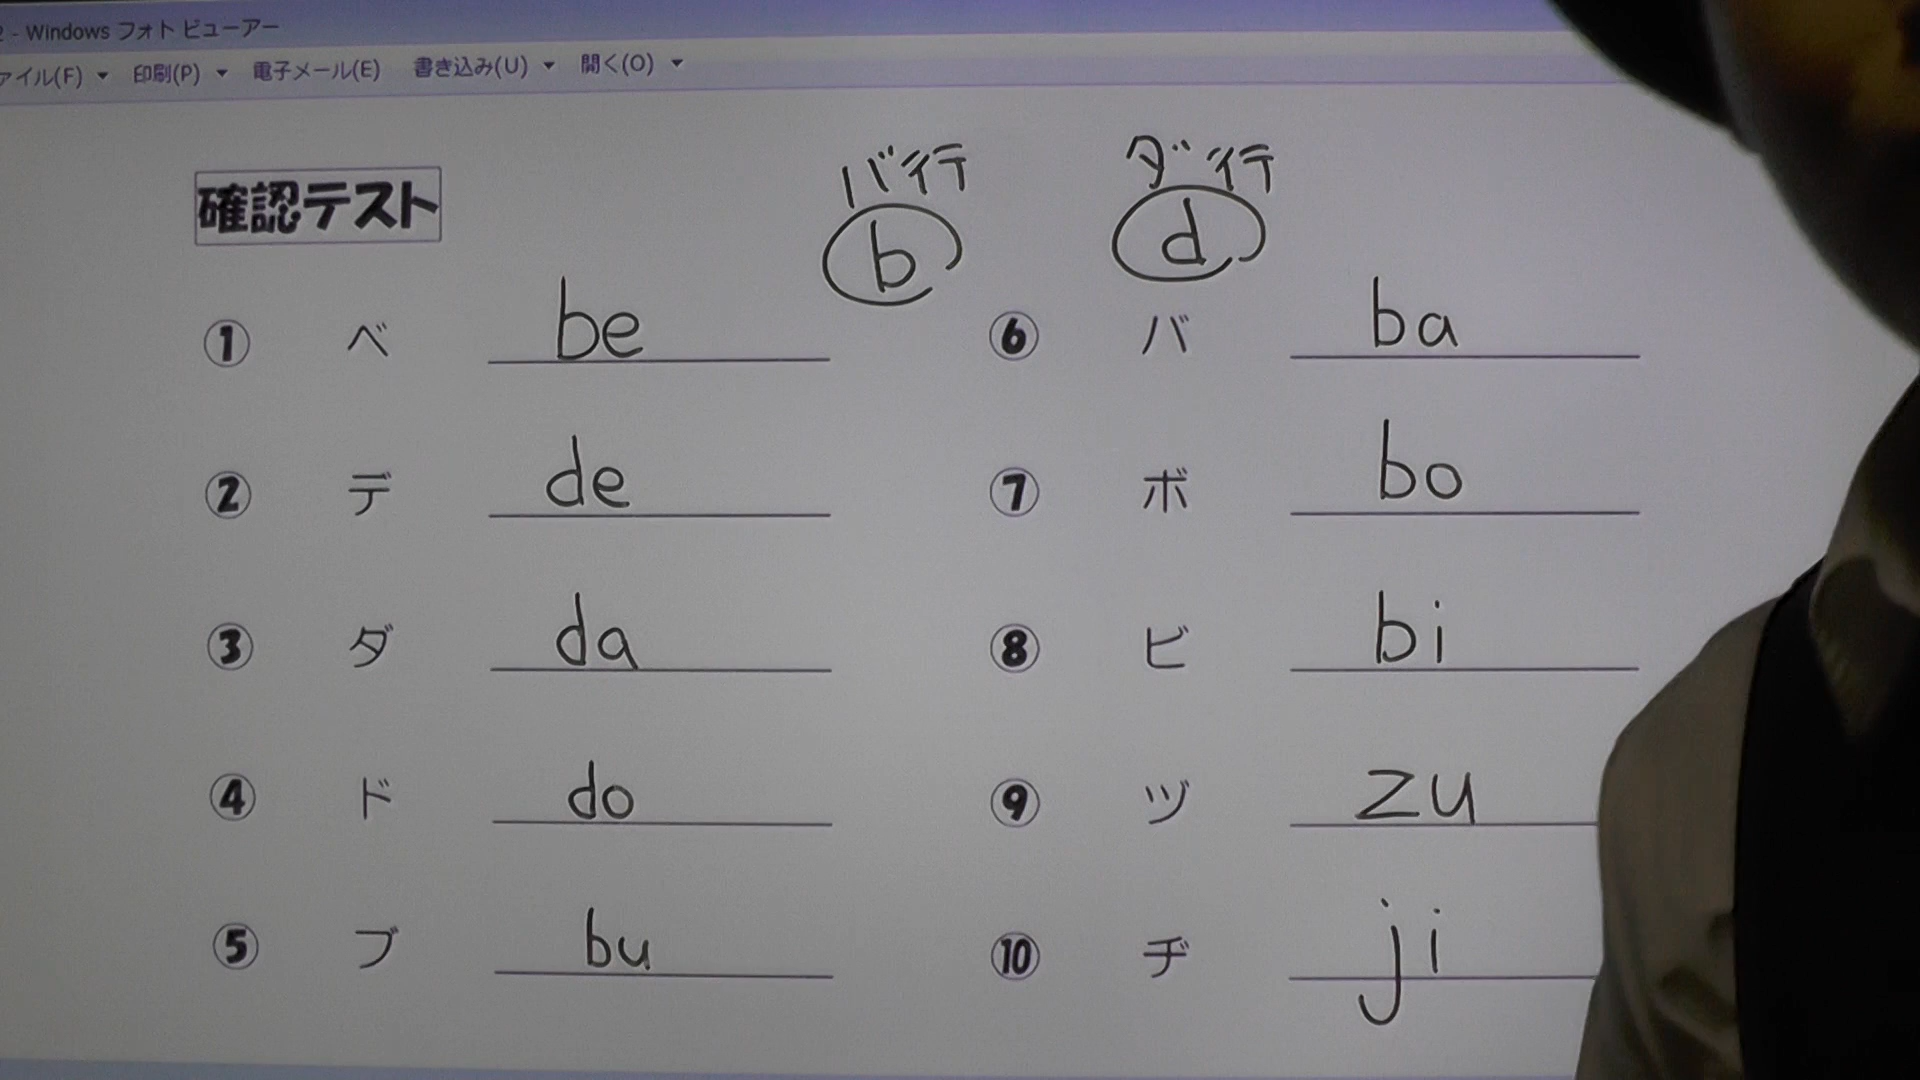 2 - Windows フォト ビューアー
ァイル(F) 印刷(P) 電子メール(E) 書き込み(U) 開く(O)
確認テスト
バ行 ダ行
b d
① ベ be ⑥ バ ba
② デ de ⑦ ボ bo
③ ダ da ⑧ ビ bi
④ ド do ⑨ ヅ zu
⑤ ブ bu ⑩ ヂ ji